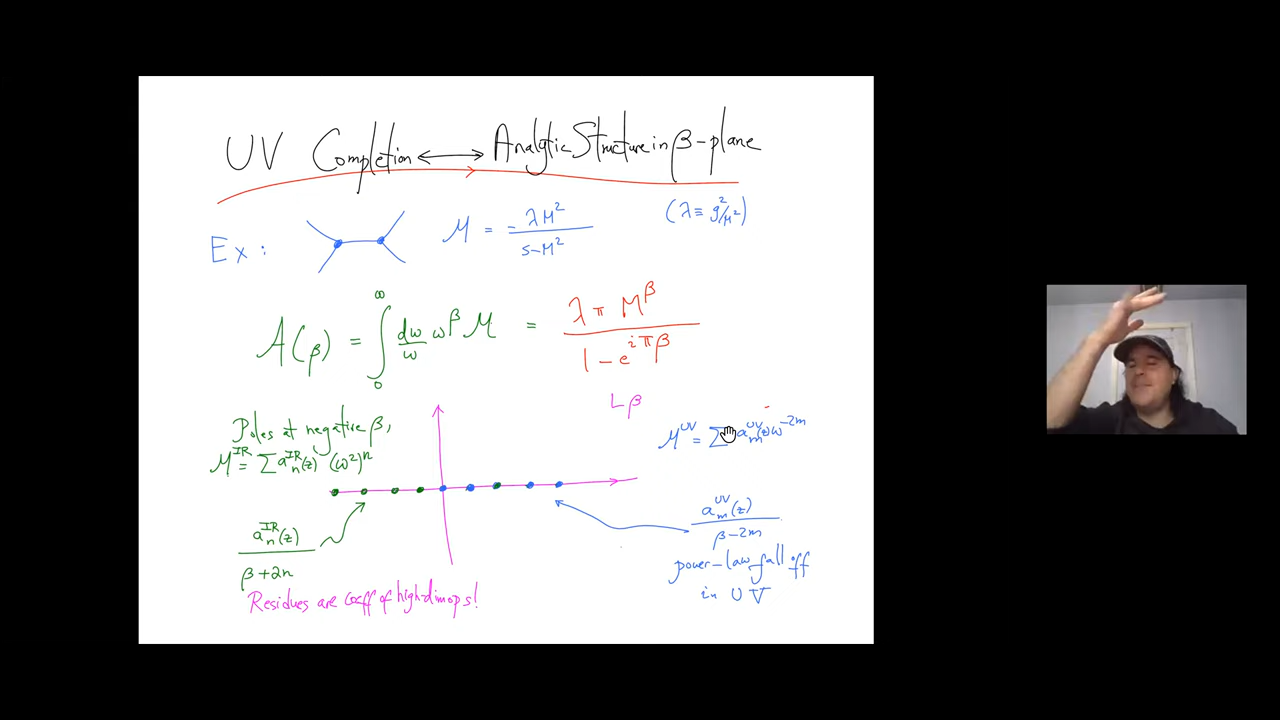 UV Completion ⟷ Analytic Structure in β-plane
Ex: M = -λM²/(s-M²) (λ ≡ g²/M²)
A(β) = ∫₀^∞ dω/ω ω^β M = λ π M^β / (1 - e^{iπβ})
∟β
Poles at negative β,
M^IR = Σ a_n^IR(z) (ω²)^n
M^UV = Σ a_m^UV(z) ω^{-2m}
a_n^IR(z) / (β+2n)
a_m^UV(z) / (β-2m)
power-law fall off
in UV
Residues are coeff of high-dim ops!